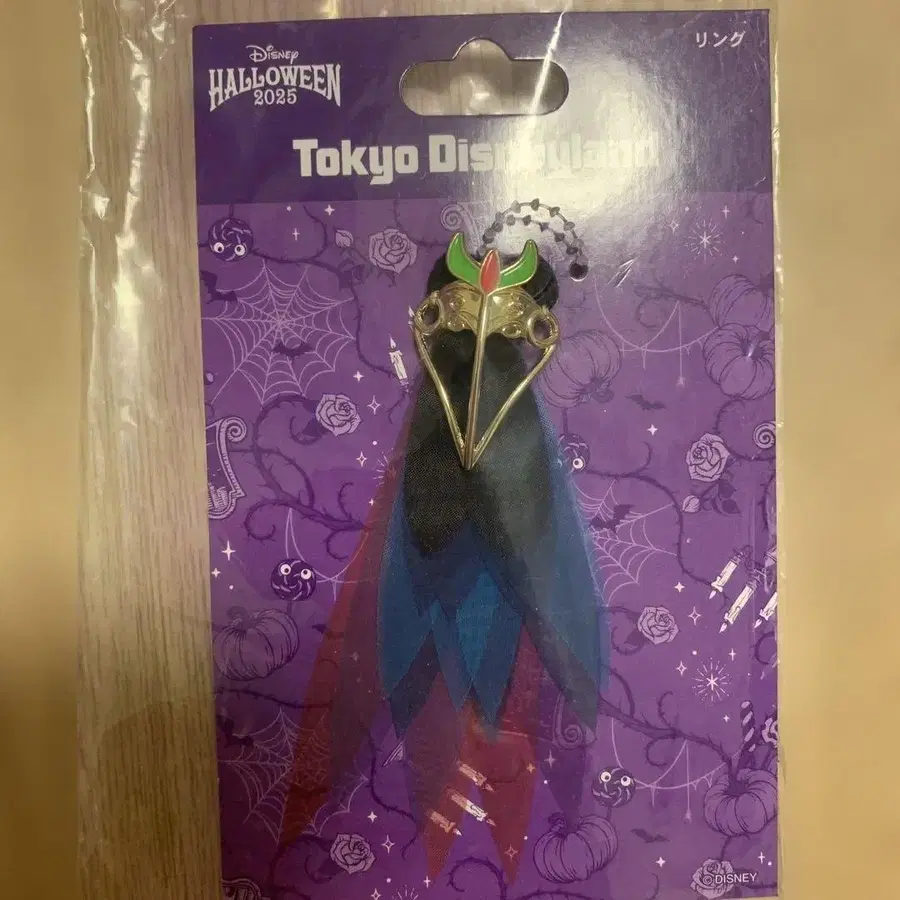 Disney
HALLOWEEN
2025
リング
Tokyo Disneyland
©DISNEY